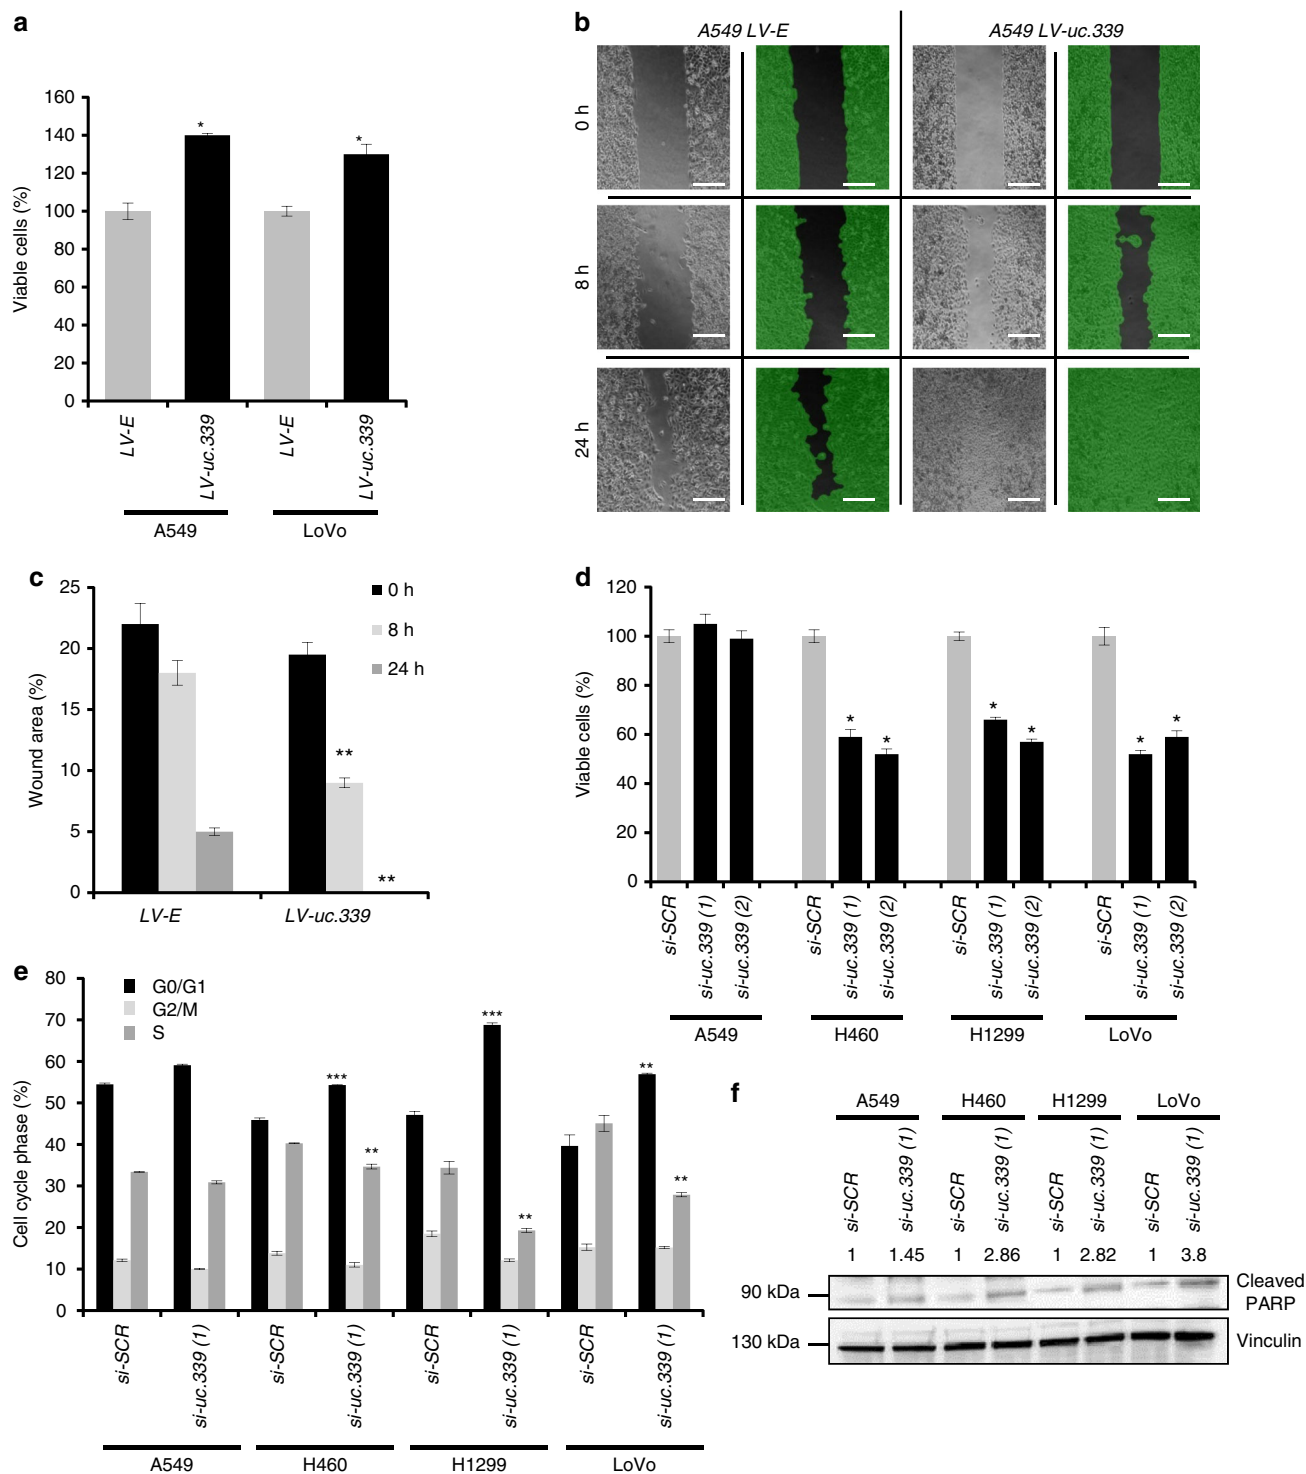 a
160
140
120
100
80
60
40
20
0
Viable cells (%)
*
*
LV-E
LV-uc.339
LV-E
LV-uc.339
A549
LoVo
b
A549 LV-E
A549 LV-uc.339
0 h
8 h
24 h
c
25
20
15
10
5
0
Wound area (%)
0 h
8 h
24 h
**
**
LV-E
LV-uc.339
d
120
100
80
60
40
20
0
Viable cells (%)
*
*
*
*
*
*
si-SCR
si-uc.339 (1)
si-uc.339 (2)
si-SCR
si-uc.339 (1)
si-uc.339 (2)
si-SCR
si-uc.339 (1)
si-uc.339 (2)
si-SCR
si-uc.339 (1)
si-uc.339 (2)
A549
H460
H1299
LoVo
e
80
70
60
50
40
30
20
10
0
Cell cycle phase (%)
G0/G1
G2/M
S
***
**
***
**
**
**
si-SCR
si-uc.339 (1)
si-SCR
si-uc.339 (1)
si-SCR
si-uc.339 (1)
si-SCR
si-uc.339 (1)
A549
H460
H1299
LoVo
f
A549
H460
H1299
LoVo
si-SCR
si-uc.339 (1)
si-SCR
si-uc.339 (1)
si-SCR
si-uc.339 (1)
si-SCR
si-uc.339 (1)
1 1.45 1 2.86 1 2.82 1 3.8
90 kDa
Cleaved
PARP
130 kDa
Vinculin